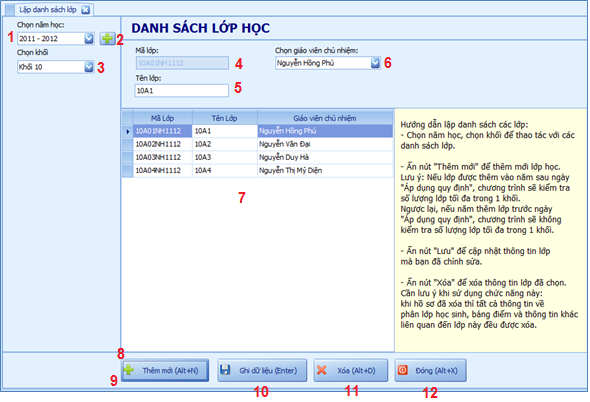 Lập danh sách lớp
Chọn năm học:
1 2011 - 2012 2
Chọn khối
Khối 10 3
DANH SÁCH LỚP HỌC
Mã lớp:
10A01NH1112 4
Tên lớp:
10A1 5
Chọn giáo viên chủ nhiệm:
Nguyễn Hồng Phú 6
Mã Lớp Tên Lớp Giáo viên chủ nhiệm
10A01NH1112 10A1 Nguyễn Hồng Phú
10A02NH1112 10A2 Nguyễn Văn Đại
10A03NH1112 10A3 Nguyễn Duy Hà
10A04NH1112 10A4 Nguyễn Thị Mỹ Diện
7
Hướng dẫn lập danh sách các lớp:
- Chọn năm học, chọn khối để thao tác với các
danh sách lớp.
- Ấn nút "Thêm mới" để thêm mới lớp học.
Lưu ý: Nếu lớp được thêm vào năm sau ngày
"Áp dụng quy định", chương trình sẽ kiểm tra
số lượng lớp tối đa trong 1 khối.
Ngược lại, nếu năm thêm lớp trước ngày
"Áp dụng quy định", chương trình sẽ không
kiểm tra số lượng lớp tối đa trong 1 khối.
- Ấn nút "Lưu" để cập nhật thông tin lớp
mà bạn đã chỉnh sửa.
- Ấn nút "Xóa" để xóa thông tin lớp đã chọn.
Cần lưu ý khi sử dụng chức năng này:
khi hồ sơ đã xóa thì tất cả thông tin về
phân lớp học sinh, bảng điểm và thông tin khác
liên quan đến lớp này đều được xóa.
8
9 Thêm mới (Alt+N) Ghi dữ liệu (Enter) Xóa (Alt+D) Đóng (Alt+X)
10 11 12